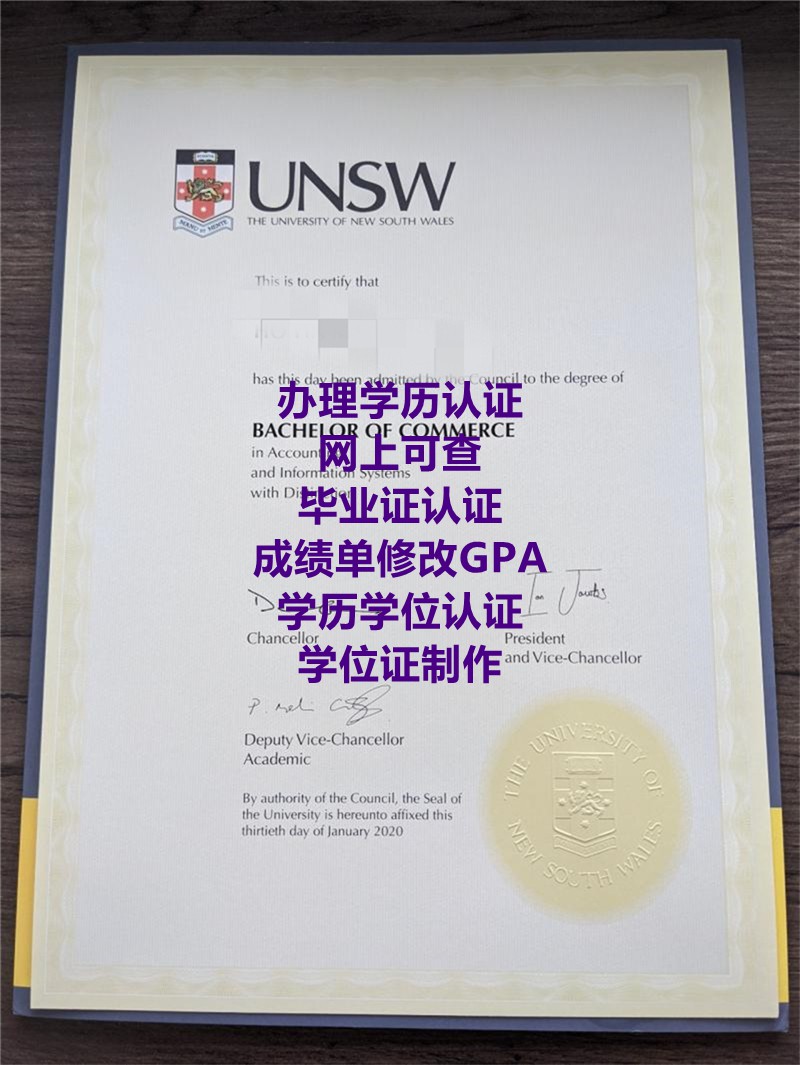 UNSW
THE UNIVERSITY OF NEW SOUTH WALES
MANU ET MENTE
This is to certify that
has this day been admitted by the Council to the degree of
办理学历认证
BACHELOR OF COMMERCE
网上可查
in
and Information Systems
毕业证认证
with
成绩单修改GPA
学历学位认证
Chancellor
President
and Vice-Chancellor
学位证制作
Deputy Vice-Chancellor
Academic
By authority of the Council, the Seal of
the University is hereunto affixed this
thirtieth day of January 2020
THE UNIVERSITY OF
NEW SOUTH WALES